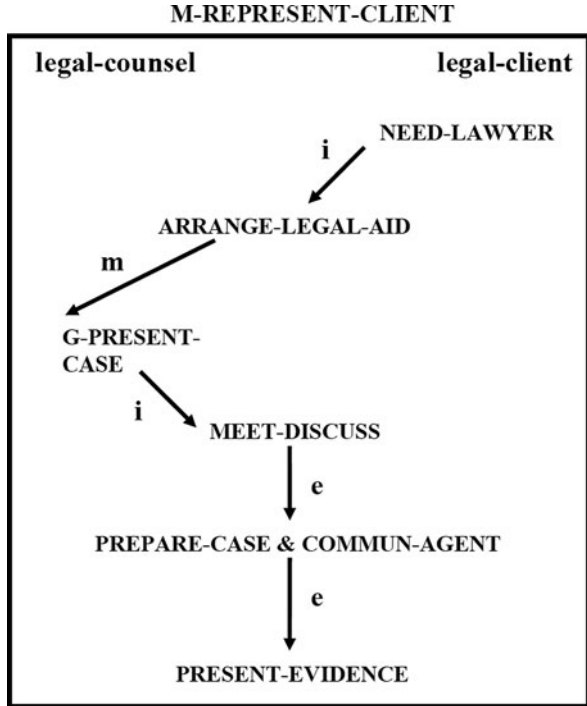 M-REPRESENT-CLIENT
legal-counsel legal-client
NEED-LAWYER
i
ARRANGE-LEGAL-AID
m
G-PRESENT-
CASE
i
MEET-DISCUSS
e
PREPARE-CASE & COMMUN-AGENT
e
PRESENT-EVIDENCE